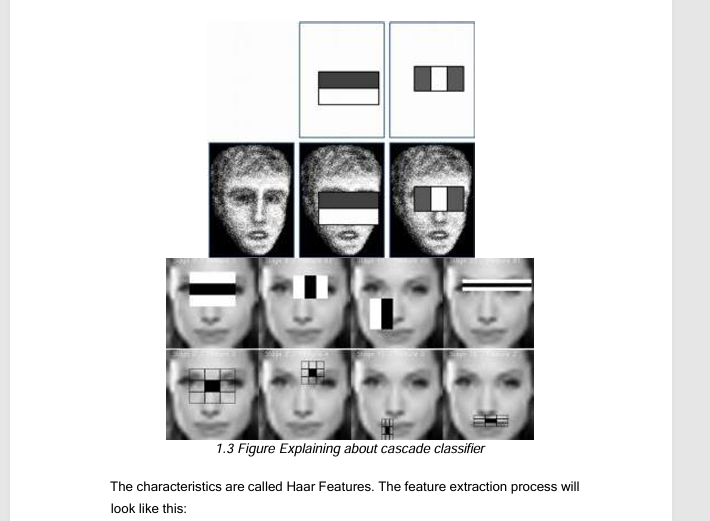 1.3 Figure Explaining about cascade classifier
The characteristics are called Haar Features. The feature extraction process will
look like this: